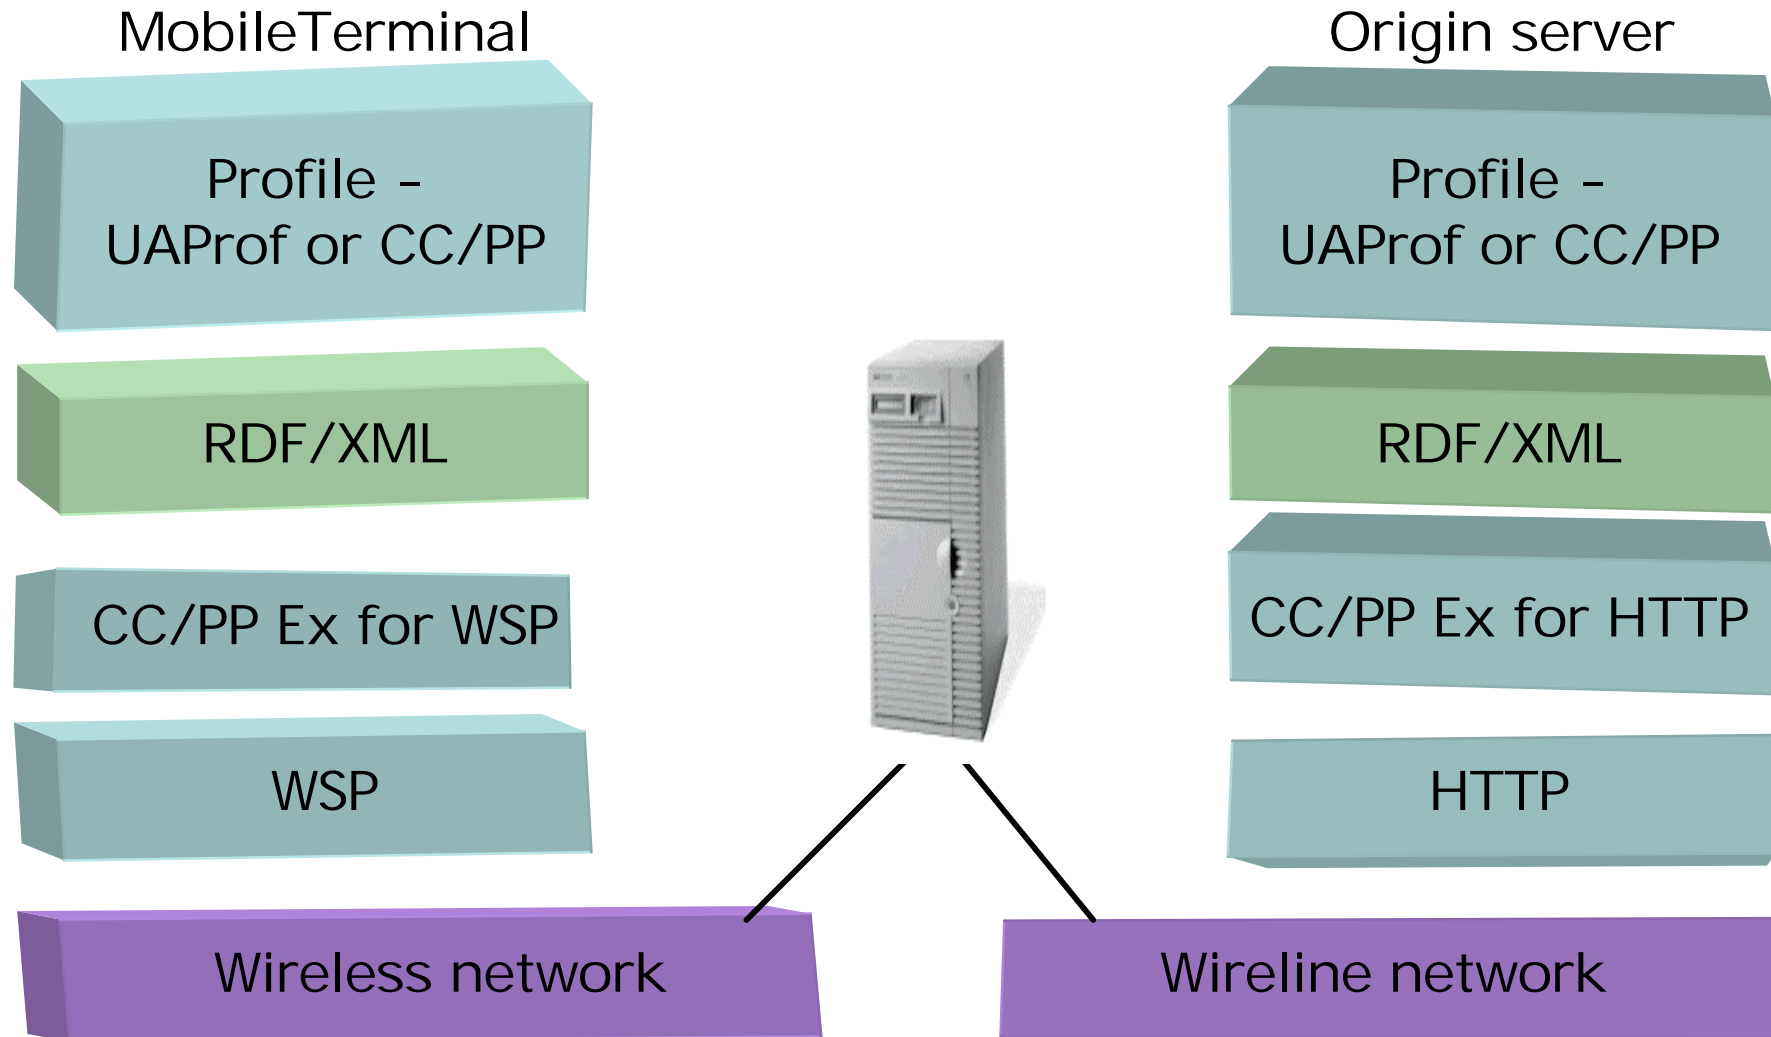 MobileTerminal
Origin server
Profile –
UAProf or CC/PP
Profile –
UAProf or CC/PP
RDF/XML
RDF/XML
CC/PP Ex for WSP
CC/PP Ex for HTTP
WSP
HTTP
Wireless network
Wireline network